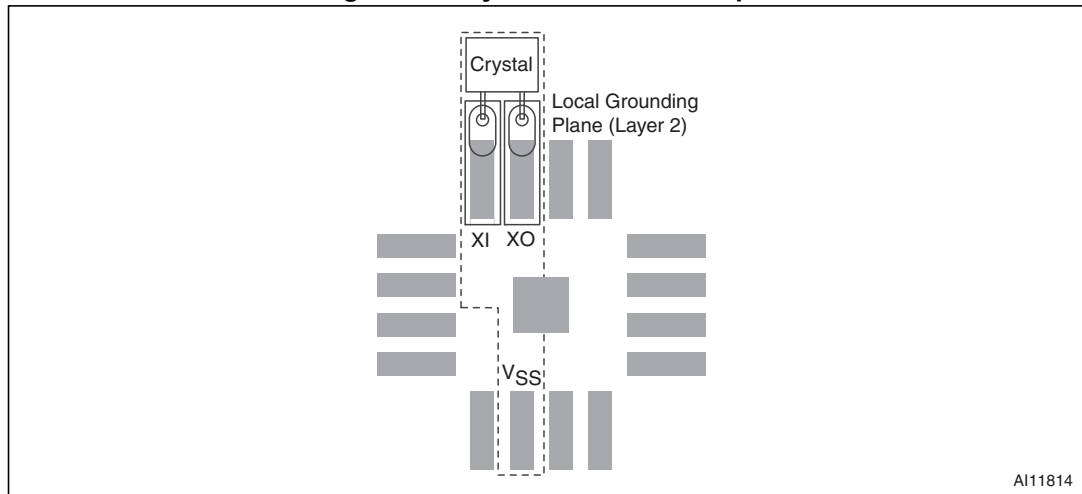 Crystal
Local Grounding
Plane (Layer 2)
XI XO
VSS
AI11814